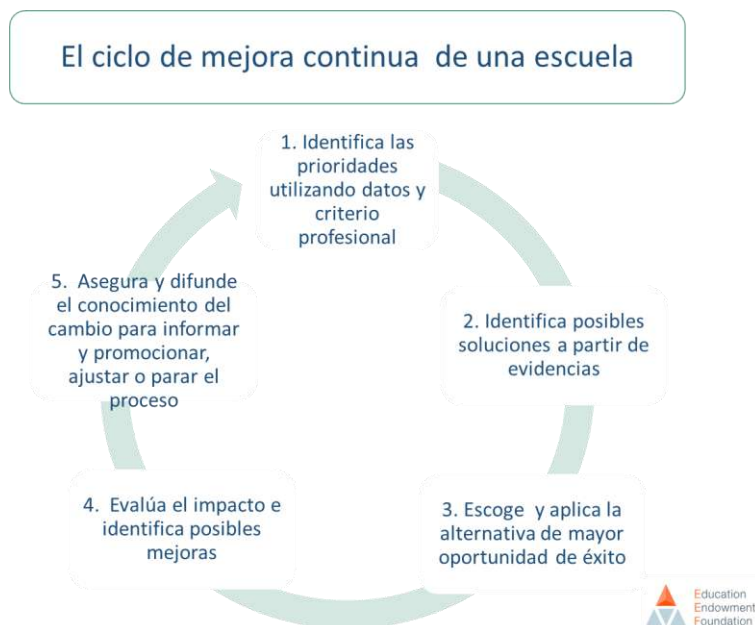 El ciclo de mejora continua de una escuela
1. Identifica las
prioridades
utilizando datos y
criterio
profesional
2. Identifica posibles
soluciones a partir de
evidencias
3. Escoge y aplica la
alternativa de mayor
oportunidad de éxito
4. Evalúa el impacto e
identifica posibles
mejoras
5. Asegura y difunde
el conocimiento del
cambio para informar
y promocionar,
ajustar o parar el
proceso
Education
Endowment
Foundation